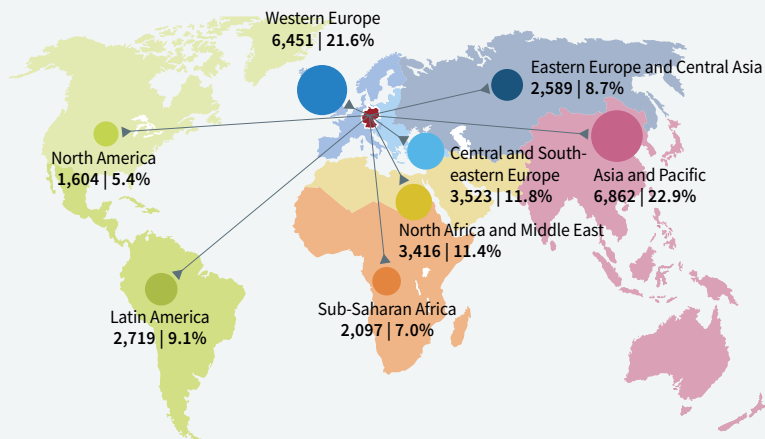 Western Europe
6,451 | 21.6%
Eastern Europe and Central Asia
2,589 | 8.7%
North America
1,604 | 5.4%
Central and South-
eastern Europe
3,523 | 11.8%
Asia and Pacific
6,862 | 22.9%
North Africa and Middle East
3,416 | 11.4%
Latin America
2,719 | 9.1%
Sub-Saharan Africa
2,097 | 7.0%